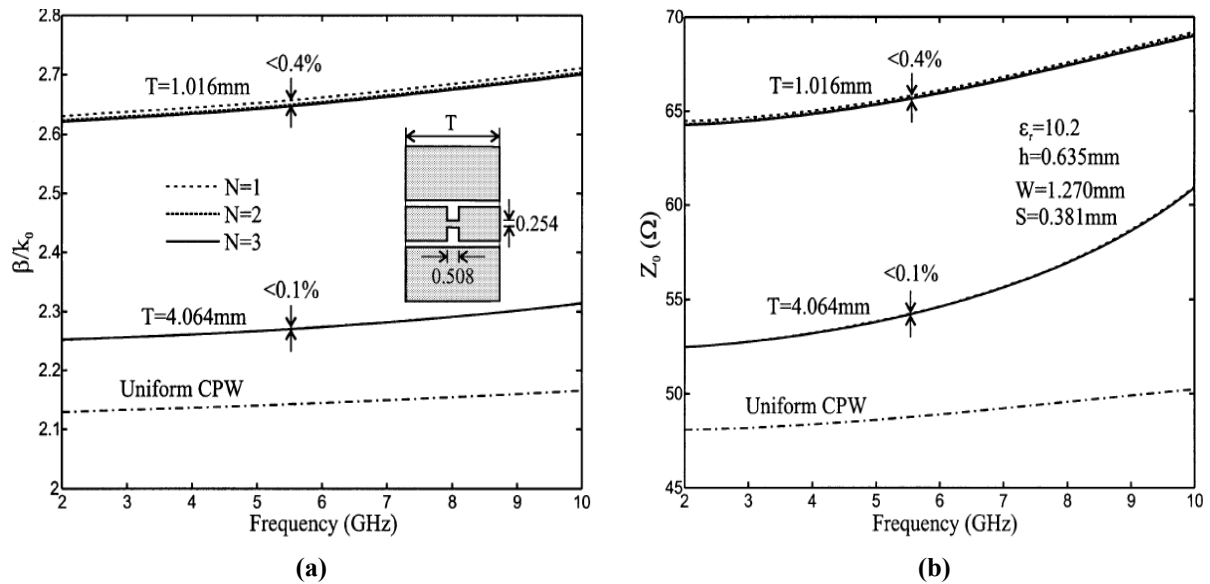 2.8
2.7
2.6
2.5
2.4
2.3
2.2
2.1
2
β/kₒ
<0.4%
T=1.016mm
T
N=1
N=2
N=3
0.254
0.508
<0.1%
T=4.064mm
Uniform CPW
2 3 4 5 6 7 8 9 10
Frequency (GHz)
(a)
70
65
60
55
50
45
Zₒ (Ω)
<0.4%
T=1.016mm
εᵣ=10.2
h=0.635mm
W=1.270mm
S=0.381mm
<0.1%
T=4.064mm
Uniform CPW
2 3 4 5 6 7 8 9 10
Frequency (GHz)
(b)